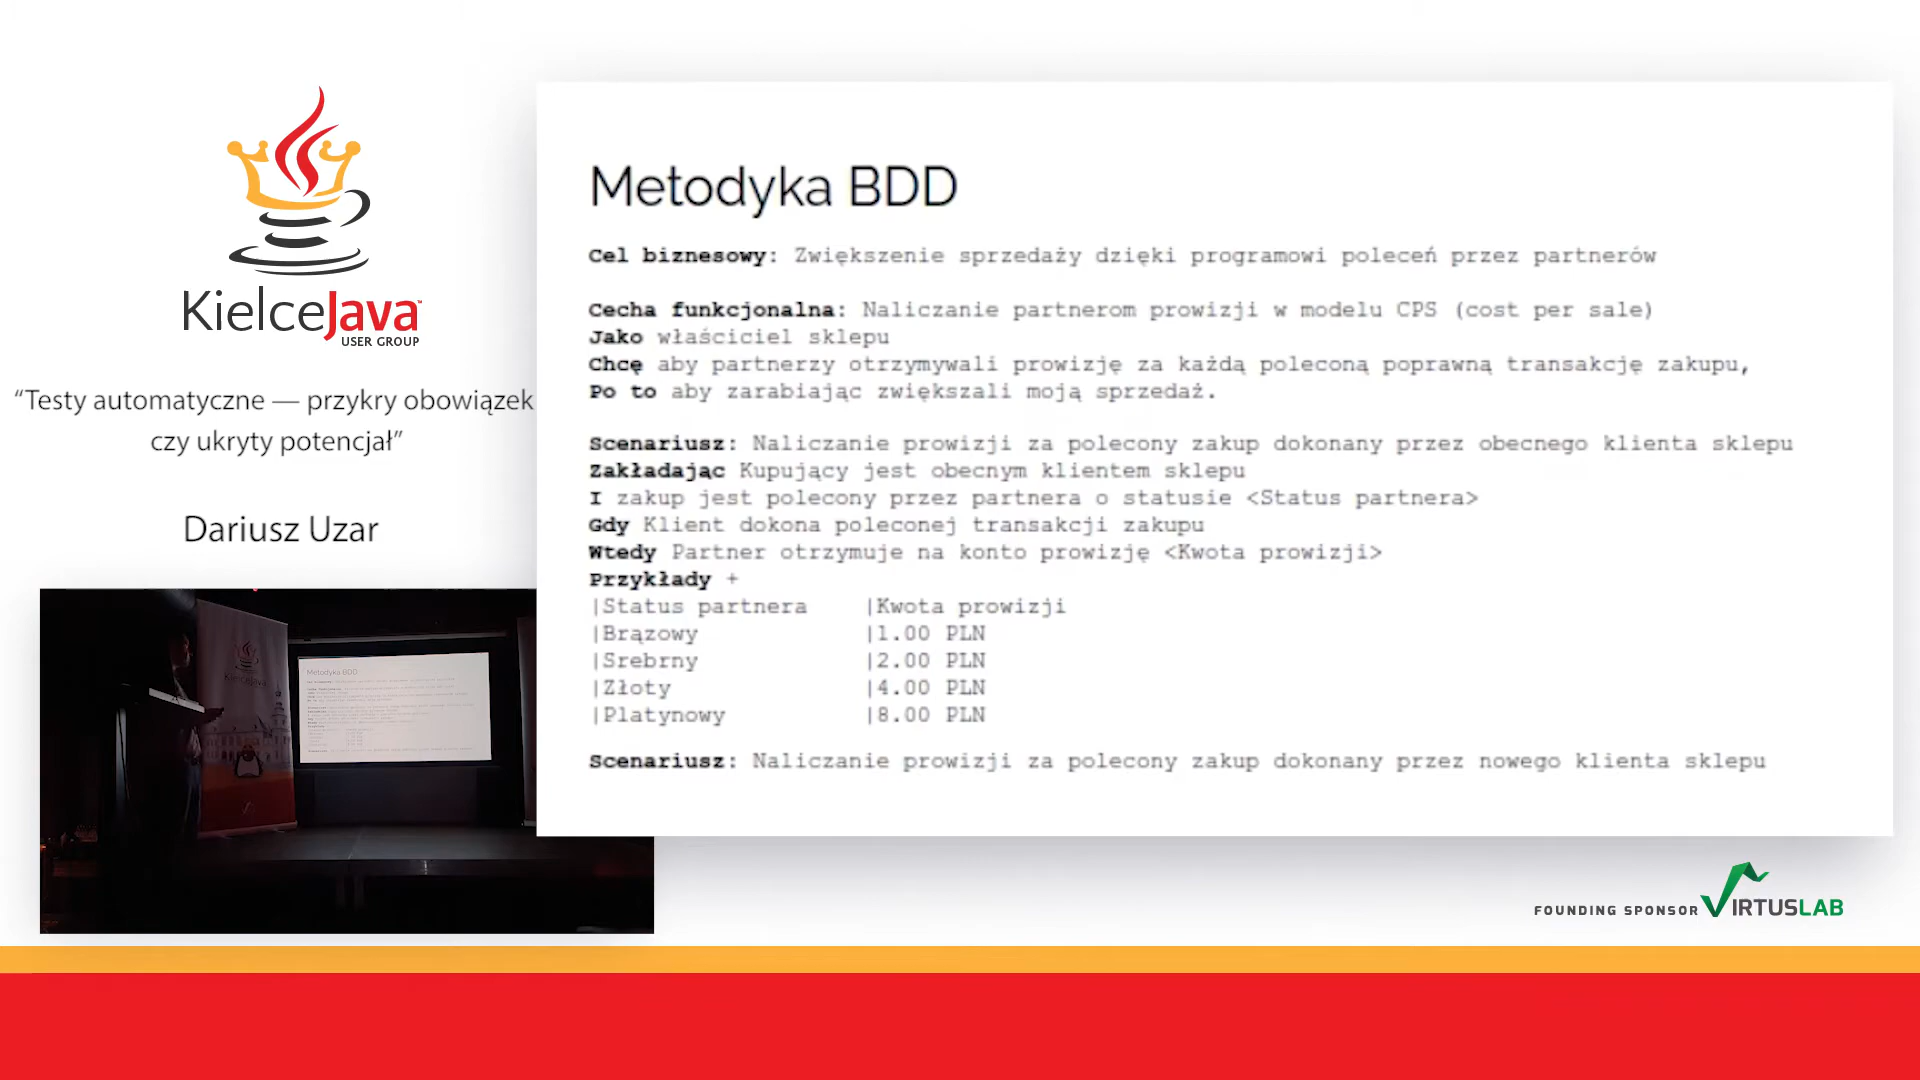 KielceJava
USER GROUP
“Testy automatyczne — przykry obowiązek
czy ukryty potencjał”
Dariusz Uzar
Metodyka BDD
Cel biznesowy: Zwiększenie sprzedaży dzięki programowi poleceń przez partnerów
Cecha funkcjonalna: Naliczanie partnerom prowizji w modelu CPS (cost per sale)
Jako właściciel sklepu
Chcę aby partnerzy otrzymywali prowizję za każdą poleconą poprawną transakcję zakupu,
Po to aby zarabiając zwiększali moją sprzedaż.
Scenariusz: Naliczanie prowizji za polecony zakup dokonany przez obecnego klienta sklepu
Zakładając Kupujący jest obecnym klientem sklepu
I zakup jest polecony przez partnera o statusie <Status partnera>
Gdy Klient dokona poleconej transakcji zakupu
Wtedy Partner otrzymuje na konto prowizję <Kwota prowizji>
Przykłady +
|Status partnera |Kwota prowizji
|Brązowy |1.00 PLN
|Srebrny |2.00 PLN
|Złoty |4.00 PLN
|Platynowy |8.00 PLN
Scenariusz: Naliczanie prowizji za polecony zakup dokonany przez nowego klienta sklepu
Metodyka BDD
FOUNDING SPONSOR VIRTUSLAB